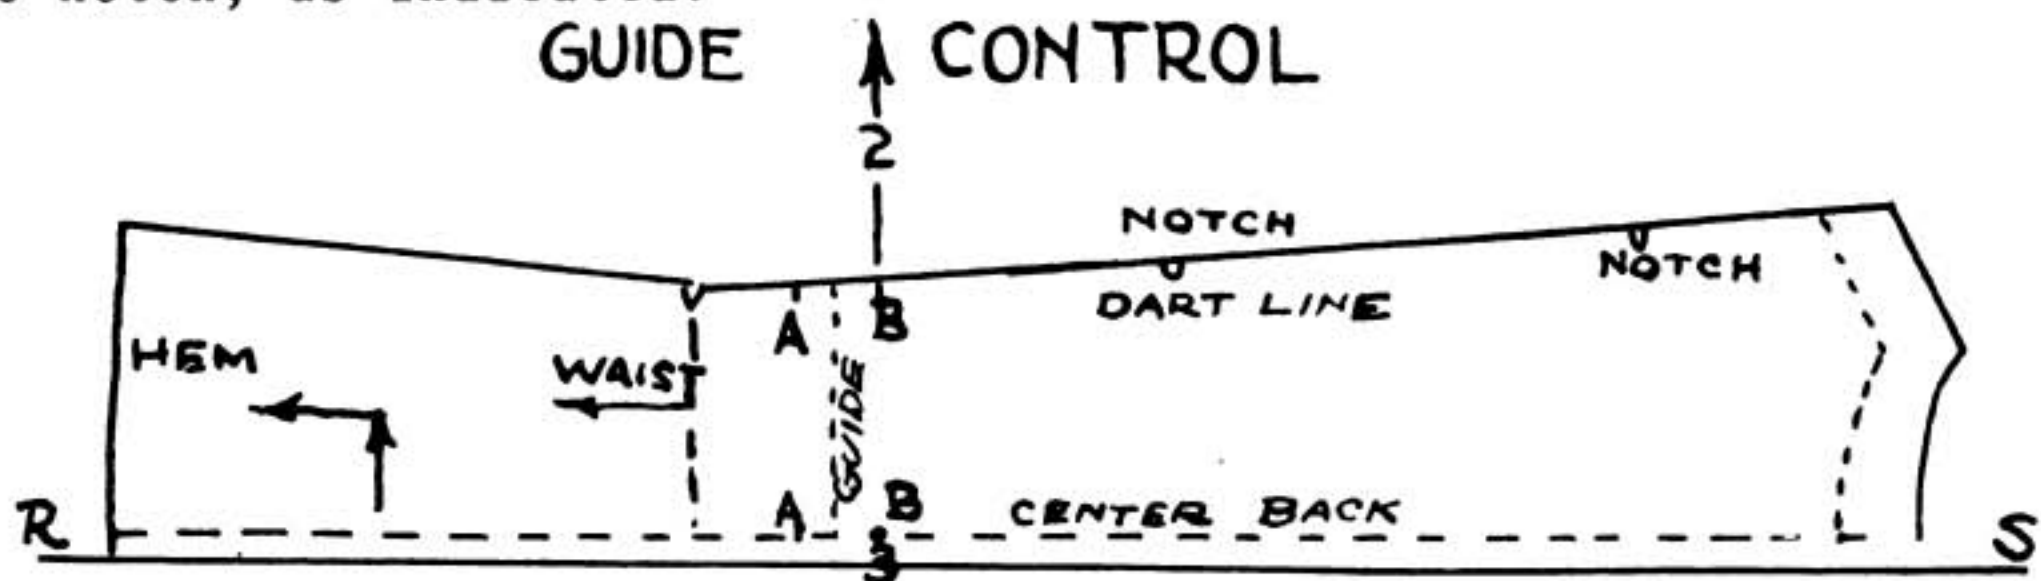 GUIDE CONTROL
2
NOTCH
NOTCH
DART LINE
A B
HEM
WAIST
GUIDE
A B
CENTER BACK
R S
3